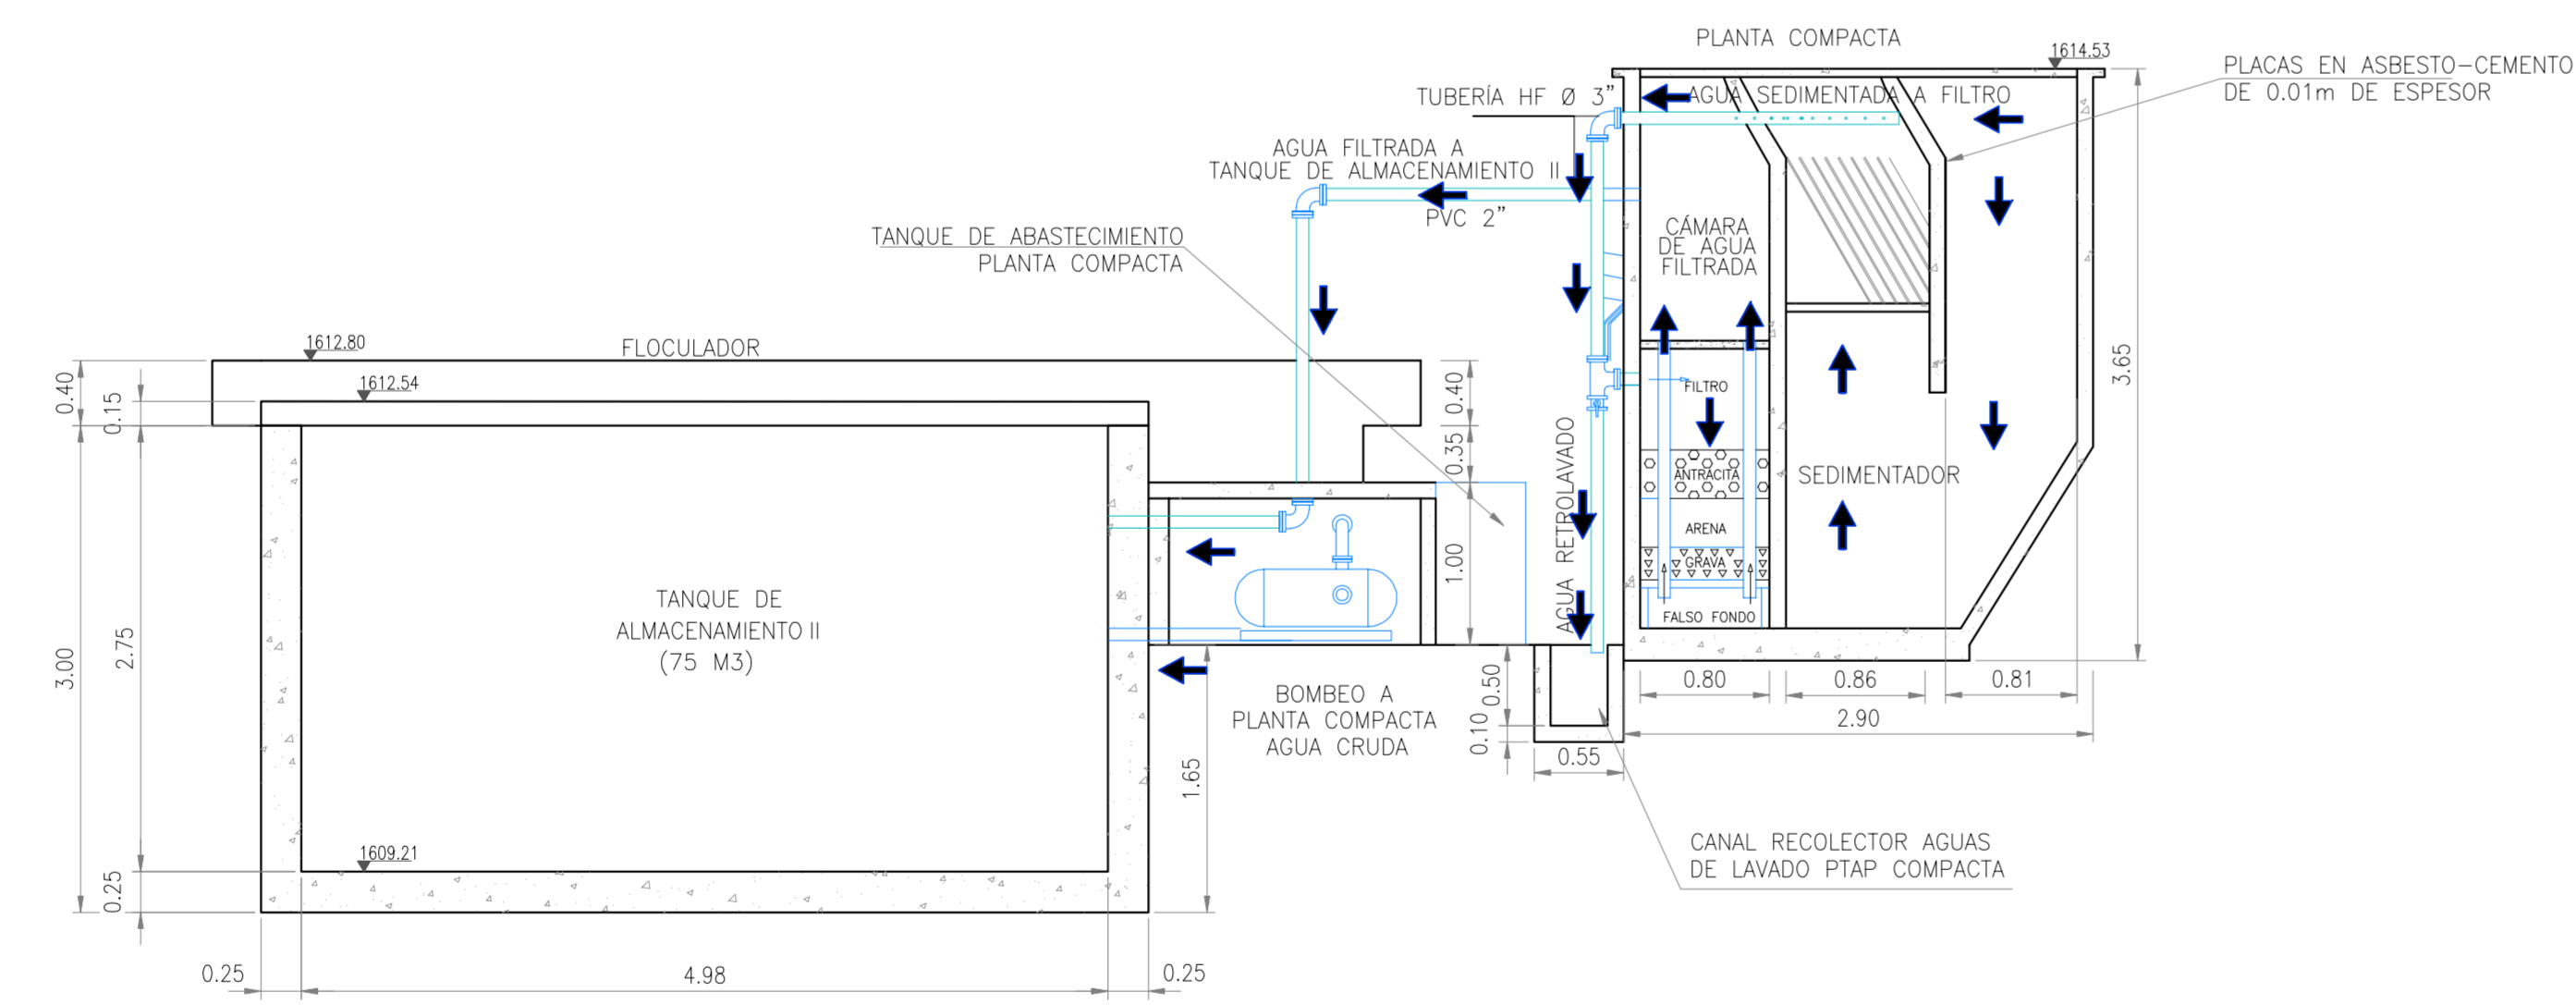 PLANTA COMPACTA
1614.53
PLACAS EN ASBESTO-CEMENTO
DE 0.01m DE ESPESOR
TUBERÍA HF Ø 3"
AGUA SEDIMENTADA A FILTRO
AGUA FILTRADA A
TANQUE DE ALMACENAMIENTO II
PVC 2"
TANQUE DE ABASTECIMIENTO
PLANTA COMPACTA
CÁMARA
DE AGUA
FILTRADA
1612.80
FLOCULADOR
1612.54
0.40
0.15
3.00
2.75
0.25
0.40
0.35
1.00
3.65
FILTRO
ANTRACITA
ARENA
GRAVA
FALSO FONDO
SEDIMENTADOR
AGUA RETROLAVADO
TANQUE DE
ALMACENAMIENTO II
(75 M3)
1609.21
BOMBEO A
PLANTA COMPACTA
AGUA CRUDA
1.65
0.50
0.10
0.55
0.80
0.86
0.81
2.90
CANAL RECOLECTOR AGUAS
DE LAVADO PTAP COMPACTA
0.25
4.98
0.25